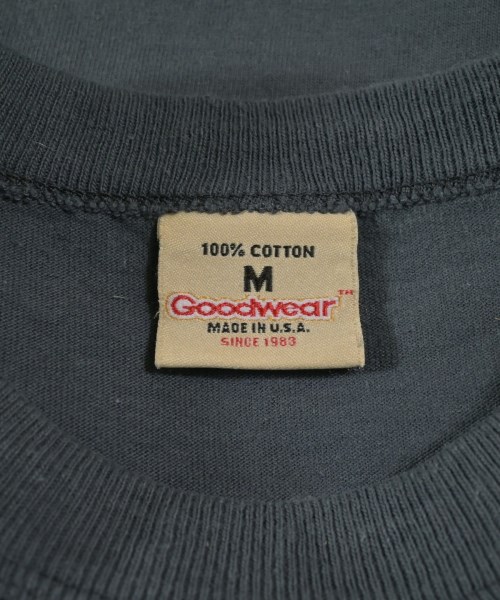 100% COTTON
M
Goodwear™
MADE IN U.S.A.
SINCE 1983